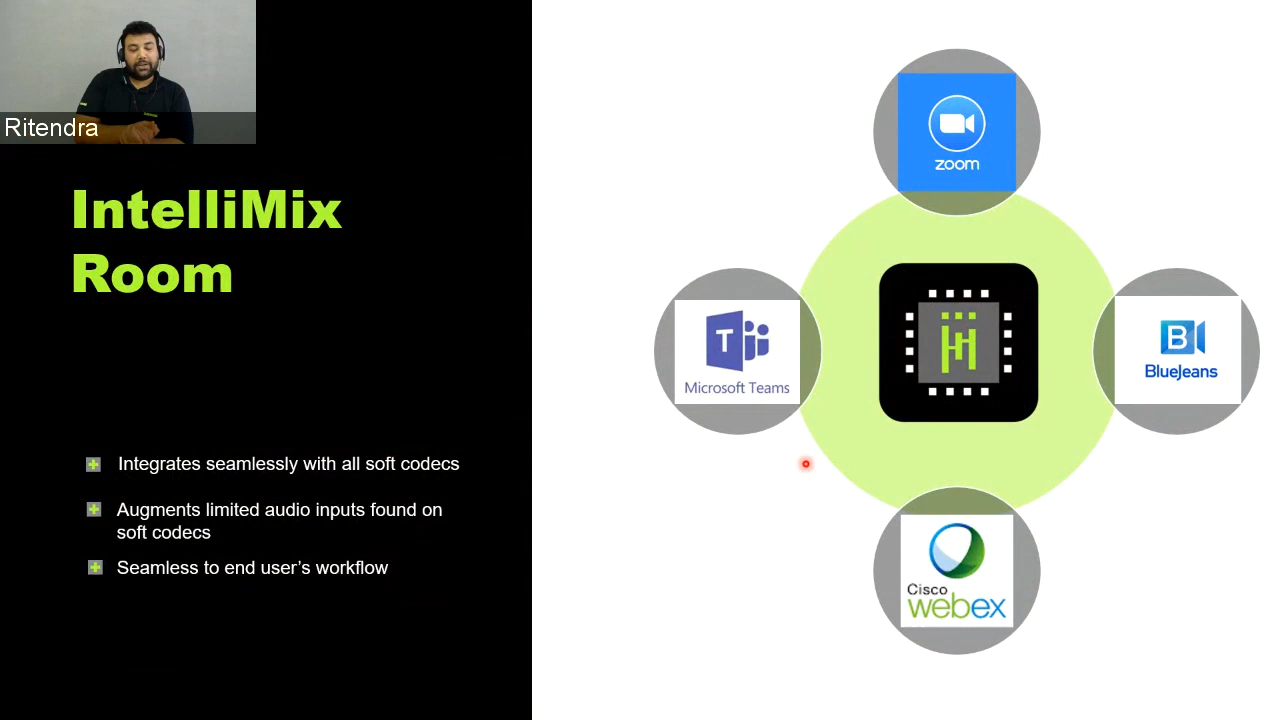 Ritendra
IntelliMix
Room
Integrates seamlessly with all soft codecs
Augments limited audio inputs found on
soft codecs
Seamless to end user's workflow
zoom
T
Microsoft Teams
B
BlueJeans
Cisco
webex